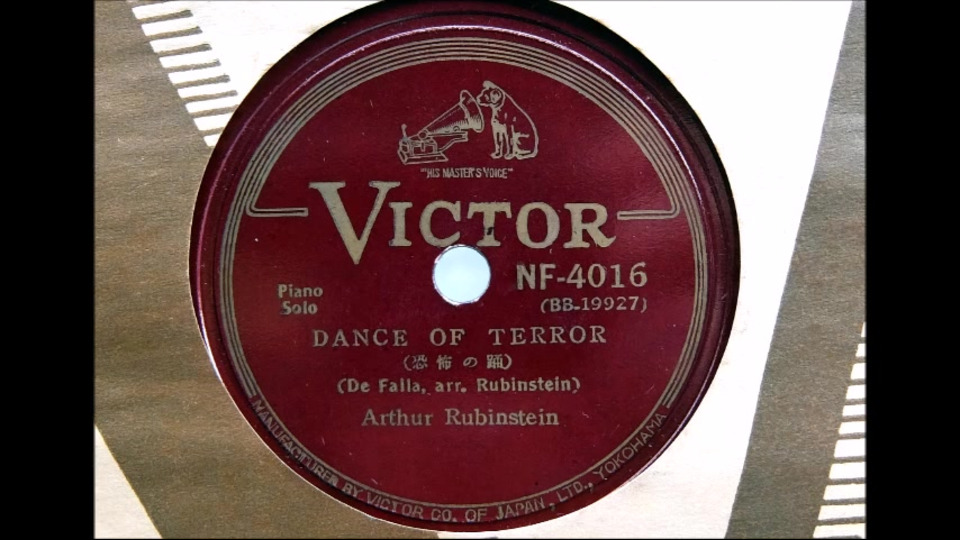 "HIS MASTER'S VOICE"
VICTOR
NF-4016
(BB-19927)
Piano
Solo
DANCE OF TERROR
(恐怖の踊)
(De Falla, arr. Rubinstein)
Arthur Rubinstein
MANUFACTURED BY VICTOR CO. OF JAPAN, LTD., YOKOHAMA